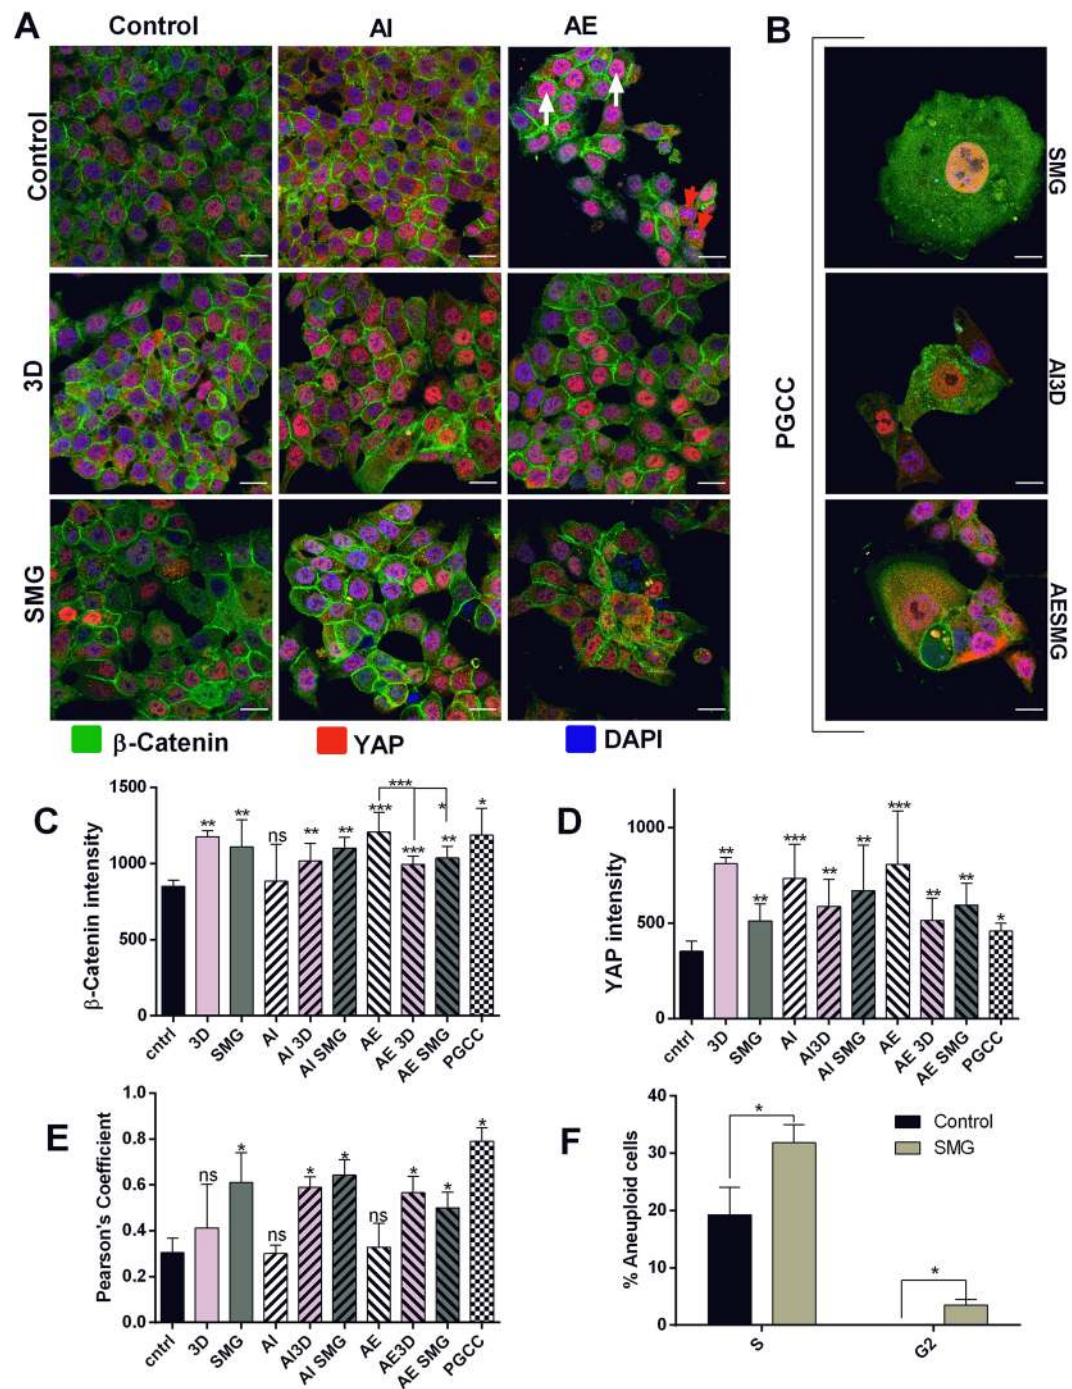 A
Control
AI
AE
B
Control
3D
SMG
PGCC
SMG
AI3D
AESMG
β-Catenin
YAP
DAPI
C
β-Catenin intensity
1500
1000
500
0
** ** ns ** ** *** *** ** *
*** *
cntrl 3D SMG AI AI 3D AI SMG AE AE 3D AE SMG PGCC
D
YAP intensity
1000
500
0
** ** *** ** ** *** ** ** *
cntrl 3D SMG AI AI3D AI SMG AE AE 3D AE SMG PGCC
E
Pearson's Coefficient
1.0
0.8
0.6
0.4
0.2
0.0
ns * ns * * ns * * *
cntrl 3D SMG AI AI3D AI SMG AE AE3D AE SMG PGCC
F
% Aneuploid cells
40
30
20
10
0
* *
Control
SMG
S G2